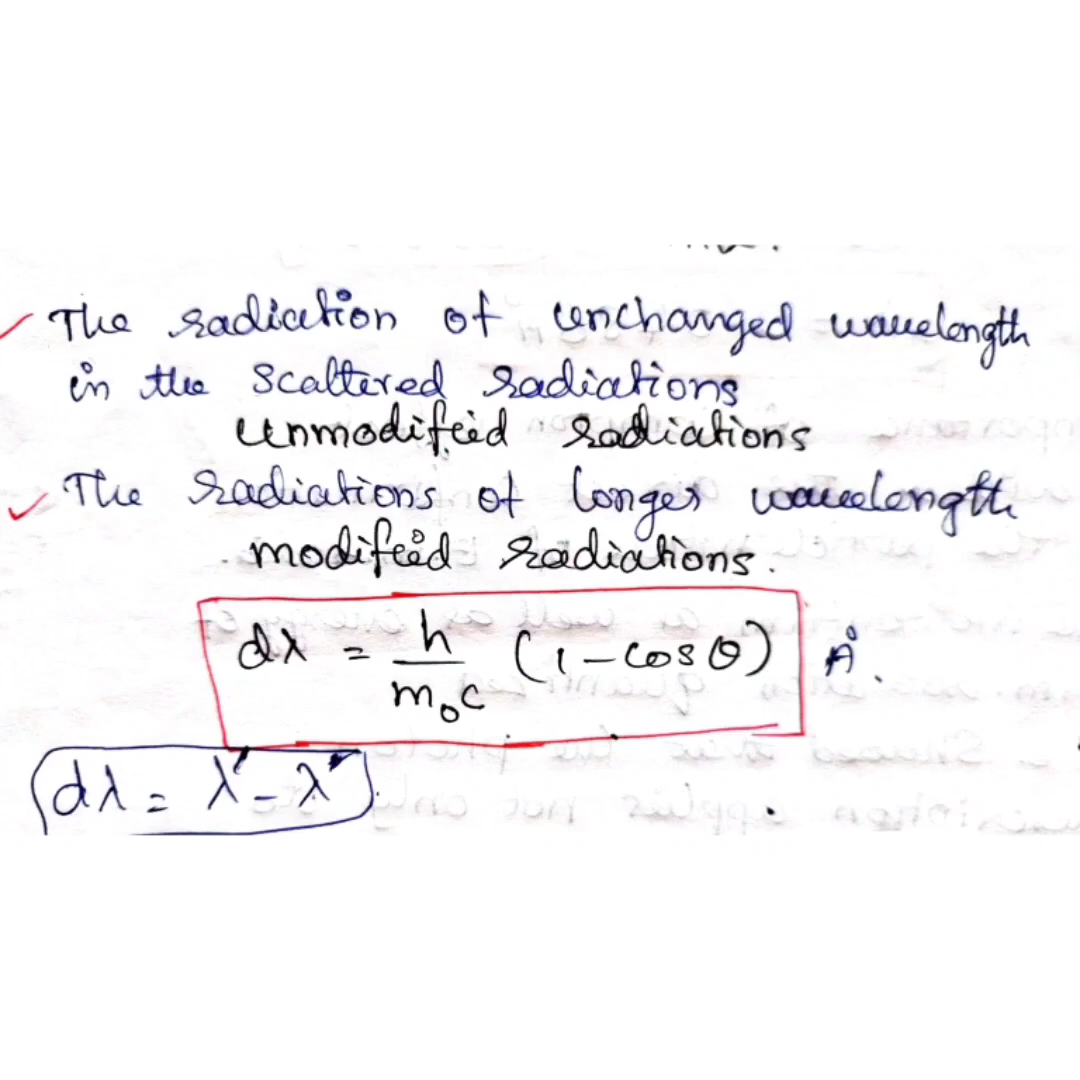 The radiation of unchanged wavelength
in the scattered radiations
unmodified radiations
The radiations of longer wavelength
modified radiations.
dλ = h/m₀c (1 - cos θ) Å.
dλ = λ' - λ